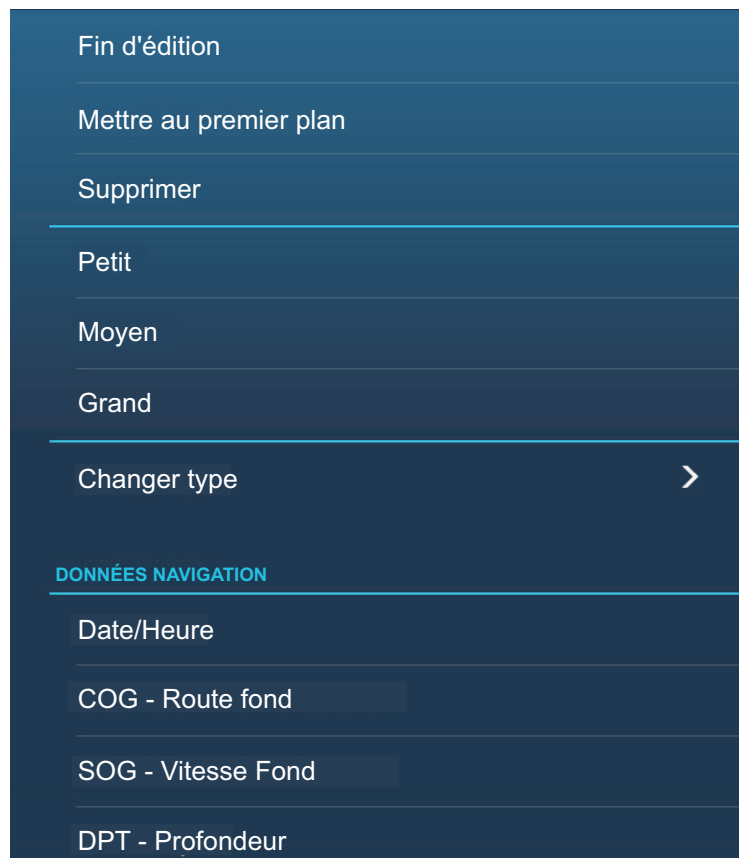 Fin d'édition
Mettre au premier plan
Supprimer
Petit
Moyen
Grand
Changer type
DONNÉES NAVIGATION
Date/Heure
COG - Route fond
SOG - Vitesse Fond
DPT - Profondeur